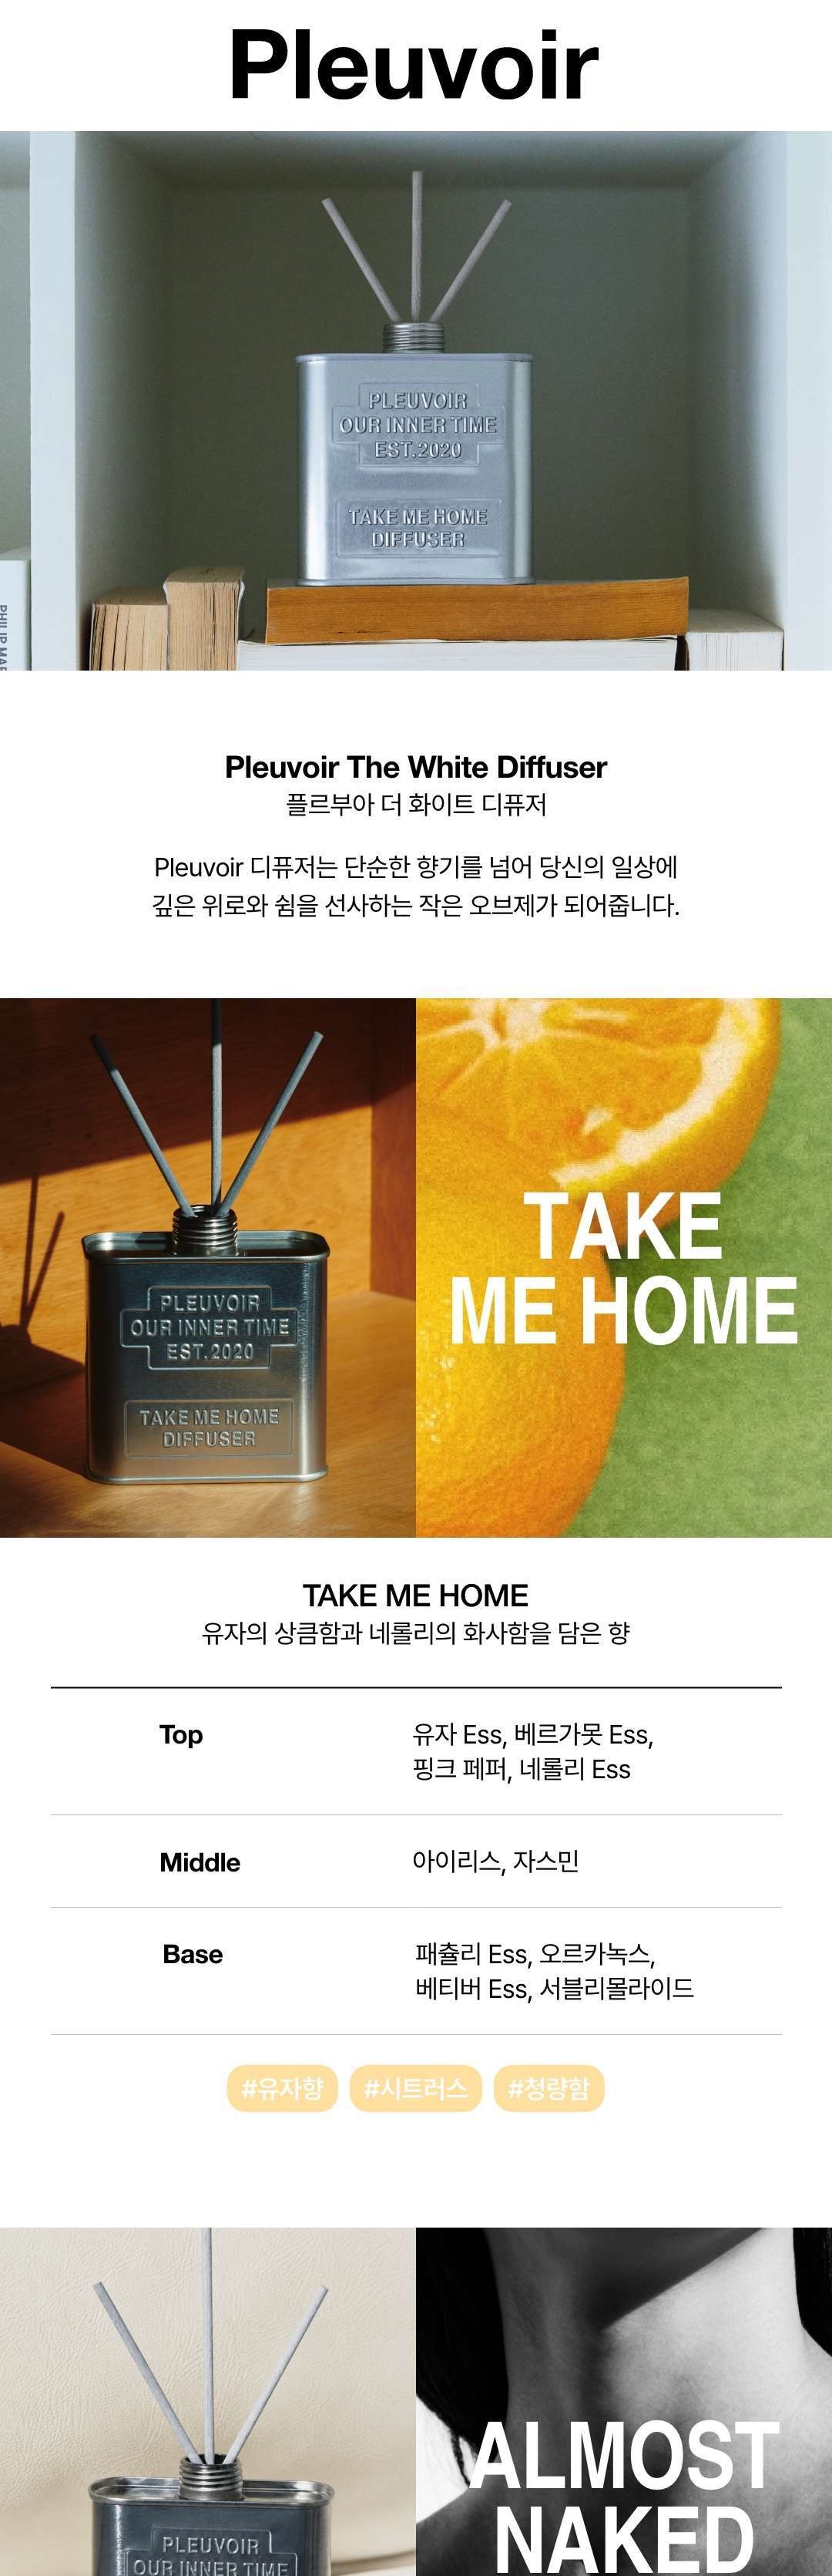 Pleuvoir
PLEUVOIR
OUR INNER TIME
EST.2020
TAKE ME HOME
DIFFUSER
Pleuvoir The White Diffuser
플르부아 더 화이트 디퓨저
Pleuvoir 디퓨저는 단순한 향기를 넘어 당신의 일상에
깊은 위로와 쉼을 선사하는 작은 오브제가 되어줍니다.
PLEUVOIR
OUR INNER TIME
EST.2020
TAKE ME HOME
DIFFUSER
TAKE
ME HOME
TAKE ME HOME
유자의 상큼함과 네롤리의 화사함을 담은 향
Top
유자 Ess, 베르가못 Ess,
핑크 페퍼, 네롤리 Ess
Middle
아이리스, 자스민
Base
패츌리 Ess, 오르카녹스,
베티버 Ess, 서블리몰라이드
#유자향 #시트러스 #청량함
PLEUVOIR
OUR INNER TIME
ALMOST
NAKED